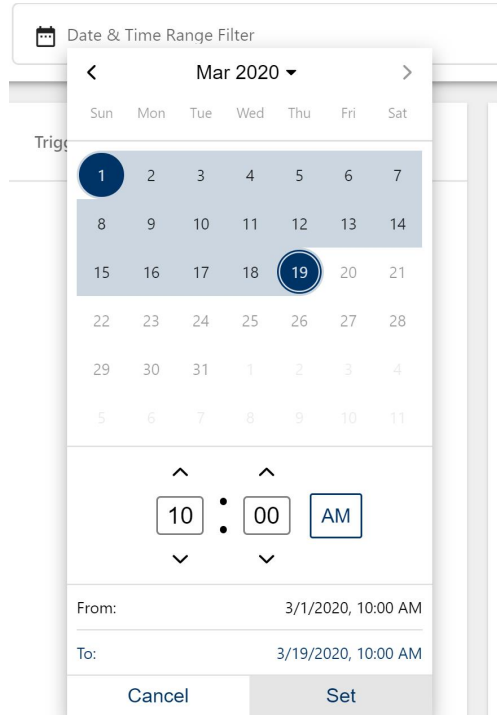 Date & Time Range Filter
Mar 2020
Sun Mon Tue Wed Thu Fri Sat
Trigg
1 2 3 4 5 6 7
8 9 10 11 12 13 14
15 16 17 18 19 20 21
22 23 24 25 26 27 28
29 30 31 1 2 3 4
5 6 7 8 9 10 11
10 : 00 AM
From: 3/1/2020, 10:00 AM
To: 3/19/2020, 10:00 AM
Cancel Set